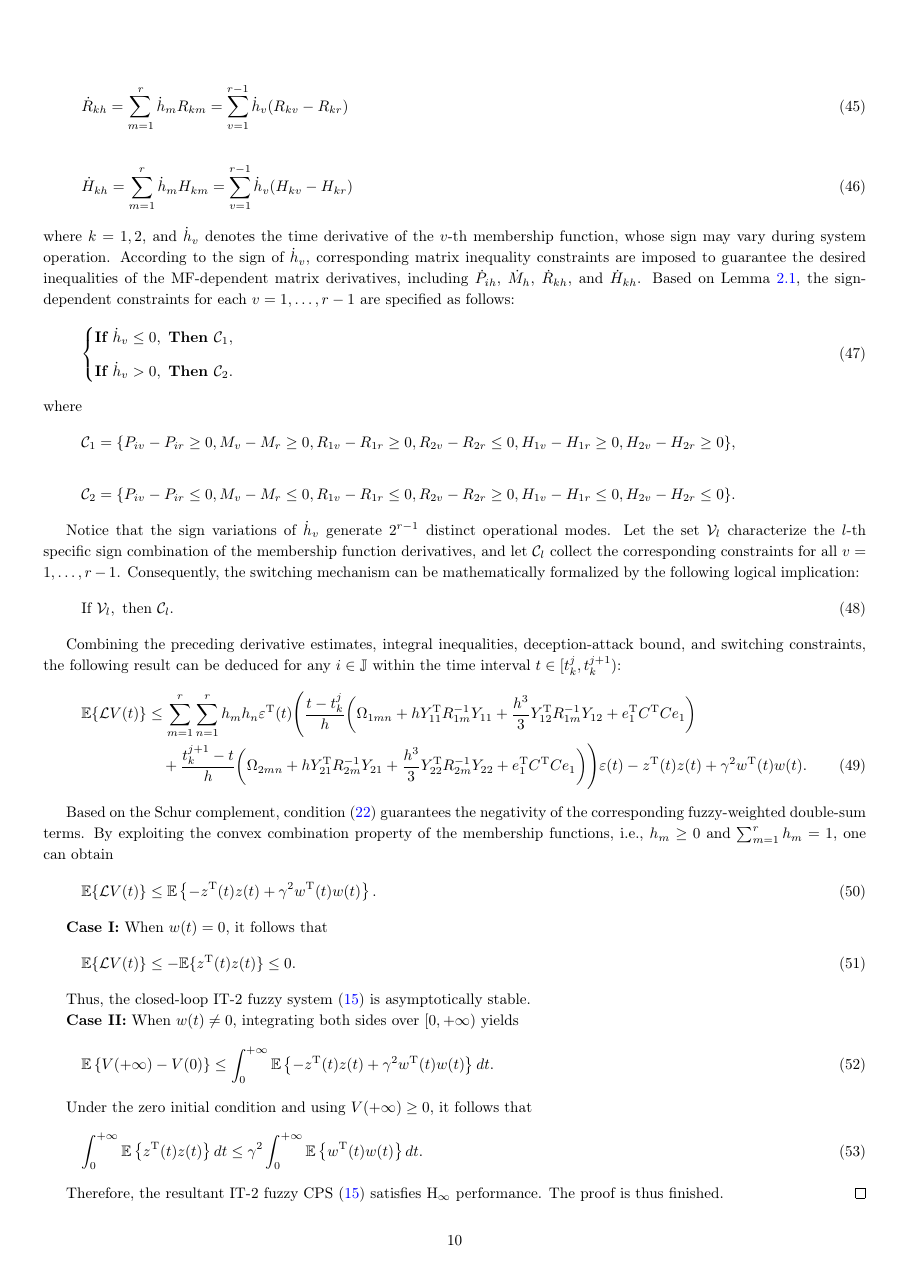 Ṙ_{kh} = \sum_{m=1}^{r} ḣ_m R_{km} = \sum_{v=1}^{r-1} ḣ_v (R_{kv} − R_{kr}) (45)
Ḣ_{kh} = \sum_{m=1}^{r} ḣ_m H_{km} = \sum_{v=1}^{r-1} ḣ_v (H_{kv} − H_{kr}) (46)
where k = 1, 2, and ḣ_v denotes the time derivative of the v-th membership function, whose sign may vary during system
operation. According to the sign of ḣ_v, corresponding matrix inequality constraints are imposed to guarantee the desired
inequalities of the MF-dependent matrix derivatives, including Ṗ_{ih}, Ṁ_h, Ṙ_{kh}, and Ḣ_{kh}. Based on Lemma 2.1, the sign-
dependent constraints for each v = 1, . . . , r − 1 are specified as follows:
If ḣ_v ≤ 0, Then 𝒞_1,
(47)
If ḣ_v > 0, Then 𝒞_2.
where
𝒞_1 = {P_{iv} − P_{ir} ≥ 0, M_v − M_r ≥ 0, R_{1v} − R_{1r} ≥ 0, R_{2v} − R_{2r} ≤ 0, H_{1v} − H_{1r} ≥ 0, H_{2v} − H_{2r} ≥ 0},
𝒞_2 = {P_{iv} − P_{ir} ≤ 0, M_v − M_r ≤ 0, R_{1v} − R_{1r} ≤ 0, R_{2v} − R_{2r} ≥ 0, H_{1v} − H_{1r} ≤ 0, H_{2v} − H_{2r} ≤ 0}.
Notice that the sign variations of ḣ_v generate 2^{r−1} distinct operational modes. Let the set 𝒱_l characterize the l-th
specific sign combination of the membership function derivatives, and let 𝒞_l collect the corresponding constraints for all v =
1, . . . , r − 1. Consequently, the switching mechanism can be mathematically formalized by the following logical implication:
If 𝒱_l, then 𝒞_l. (48)
Combining the preceding derivative estimates, integral inequalities, deception-attack bound, and switching constraints,
the following result can be deduced for any i ∈ 𝕁 within the time interval t ∈ [t_k^j, t_k^{j+1}):
𝔼{ℒV(t)} ≤ \sum_{m=1}^{r} \sum_{n=1}^{r} h_m h_n ε^T(t) ( \frac{t − t_k^j}{h} ( Ω_{1mn} + hY_{11}^T R_{1m}^{−1} Y_{11} + \frac{h^3}{3} Y_{12}^T R_{1m}^{−1} Y_{12} + e_1^T C^T C e_1 )
+ \frac{t_k^{j+1} − t}{h} ( Ω_{2mn} + hY_{21}^T R_{2m}^{−1} Y_{21} + \frac{h^3}{3} Y_{22}^T R_{2m}^{−1} Y_{22} + e_1^T C^T C e_1 ) ) ε(t) − z^T(t)z(t) + γ^2 w^T(t)w(t). (49)
Based on the Schur complement, condition (22) guarantees the negativity of the corresponding fuzzy-weighted double-sum
terms. By exploiting the convex combination property of the membership functions, i.e., h_m ≥ 0 and \sum_{m=1}^{r} h_m = 1, one
can obtain
𝔼{ℒV(t)} ≤ 𝔼 {−z^T(t)z(t) + γ^2 w^T(t)w(t)} . (50)
Case I: When w(t) = 0, it follows that
𝔼{ℒV(t)} ≤ −𝔼{z^T(t)z(t)} ≤ 0. (51)
Thus, the closed-loop IT-2 fuzzy system (15) is asymptotically stable.
Case II: When w(t) ≠ 0, integrating both sides over [0, +∞) yields
𝔼 {V(+∞) − V(0)} ≤ \int_0^{+∞} 𝔼 {−z^T(t)z(t) + γ^2 w^T(t)w(t)} dt. (52)
Under the zero initial condition and using V(+∞) ≥ 0, it follows that
\int_0^{+∞} 𝔼 {z^T(t)z(t)} dt ≤ γ^2 \int_0^{+∞} 𝔼 {w^T(t)w(t)} dt. (53)
Therefore, the resultant IT-2 fuzzy CPS (15) satisfies H_∞ performance. The proof is thus finished. □
10